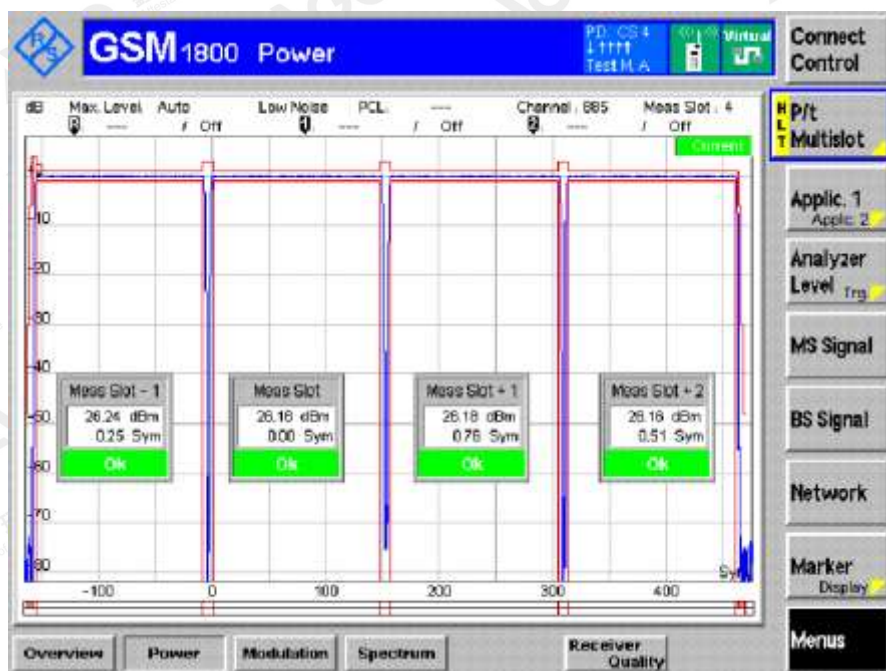 R&S
GSM 1800 Power
P.D. CS 4
Test M. A
Virtual
Connect Control
dB Max. Level Auto Low Noise PCL: --- Channel : 885 Meas Slot : 4
R --- / Off 1 --- / Off 2 --- / Off
Current
-10
-20
-30
-40
-50
-60
-70
-80
Meas Slot - 1
26.24 dBm
0.25 Sym
Ok
Meas Slot
26.16 dBm
0.00 Sym
Ok
Meas Slot + 1
26.18 dBm
0.76 Sym
Ok
Meas Slot + 2
26.16 dBm
0.51 Sym
Ok
-100 0 100 200 300 400
HLT
P/t Multislot
Applic. 1
Applic. 2
Analyzer Level
Trg.
MS Signal
BS Signal
Network
Marker
Display
Menus
Overview Power Modulation Spectrum Receiver Quality